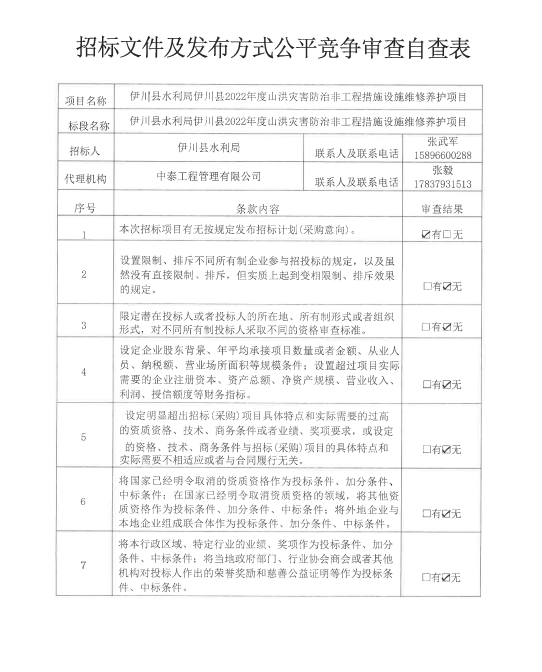 招标文件及发布方式公平竞争审查自查表
项目名称 伊川县水利局伊川县2022年度山洪灾害防治非工程措施设施维修养护项目
标段名称 伊川县水利局伊川县2022年度山洪灾害防治非工程措施设施维修养护项目
招标人 伊川县水利局 联系人及联系电话 张武军
15896600288
代理机构 中泰工程管理有限公司 联系人及联系电话 张毅
17837931513
序号 条款内容 审查结果
1 本次招标项目有无按规定发布招标计划(采购意向)。 ☑有☐无
2 设置限制、排斥不同所有制企业参与招投标的规定，以及虽
然没有直接限制、排斥，但实质上起到变相限制、排斥效果
的规定。 ☐有☑无
3 限定潜在投标人或者投标人的所在地、所有制形式或者组织
形式，对不同所有制投标人采取不同的资格审查标准。 ☐有☑无
4 设定企业股东背景、年平均承接项目数量或者金额、从业人
员、纳税额、营业场所面积等规模条件；设置超过项目实际
需要的企业注册资本、资产总额、净资产规模、营业收入、
利润、授信额度等财务指标。 ☐有☑无
5 设定明显超出招标(采购)项目具体特点和实际需要的过高
的资质资格、技术、商务条件或者业绩、奖项要求，或设定
的资格、技术、商务条件与招标(采购)项目的具体特点和
实际需要不相适应或者与合同履行无关。 ☐有☑无
6 将国家已经明令取消的资质资格作为投标条件、加分条件、
中标条件；在国家已经明令取消资质资格的领域，将其他资
质资格作为投标条件、加分条件、中标条件；将外地企业与
本地企业组成联合体作为投标条件、加分条件、中标条件。 ☐有☑无
7 将本行政区域、特定行业的业绩、奖项作为投标条件、加分
条件、中标条件；将当地政府部门、行业协会商会或者其他
机构对投标人作出的荣誉奖励和慈善公益证明等作为投标条
件、中标条件。 ☐有☑无